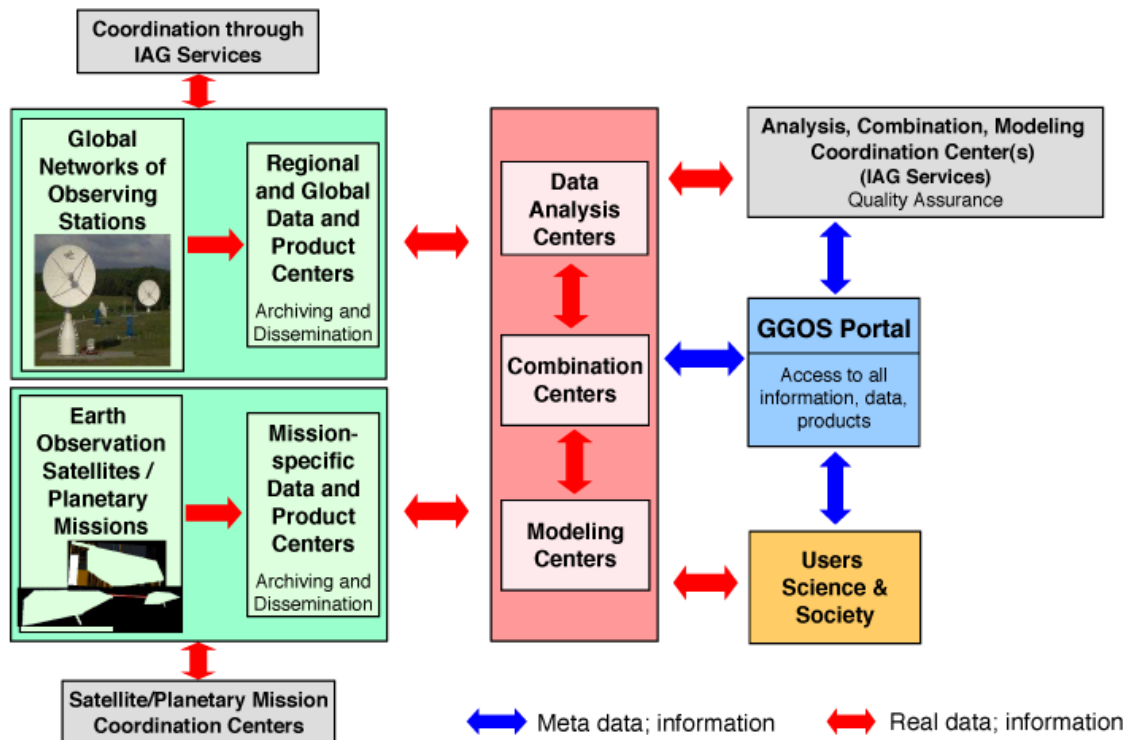 Coordination through
IAG Services
Global
Networks of
Observing
Stations
Regional
and Global
Data and
Product
Centers
Archiving and
Dissemination
Earth
Observation
Satellites /
Planetary
Missions
Mission-
specific
Data and
Product
Centers
Archiving and
Dissemination
Satellite/Planetary Mission
Coordination Centers
Data
Analysis
Centers
Combination
Centers
Modeling
Centers
Analysis, Combination, Modeling
Coordination Center(s)
(IAG Services)
Quality Assurance
GGOS Portal
Access to all
information, data,
products
Users
Science &
Society
Meta data; information
Real data; information